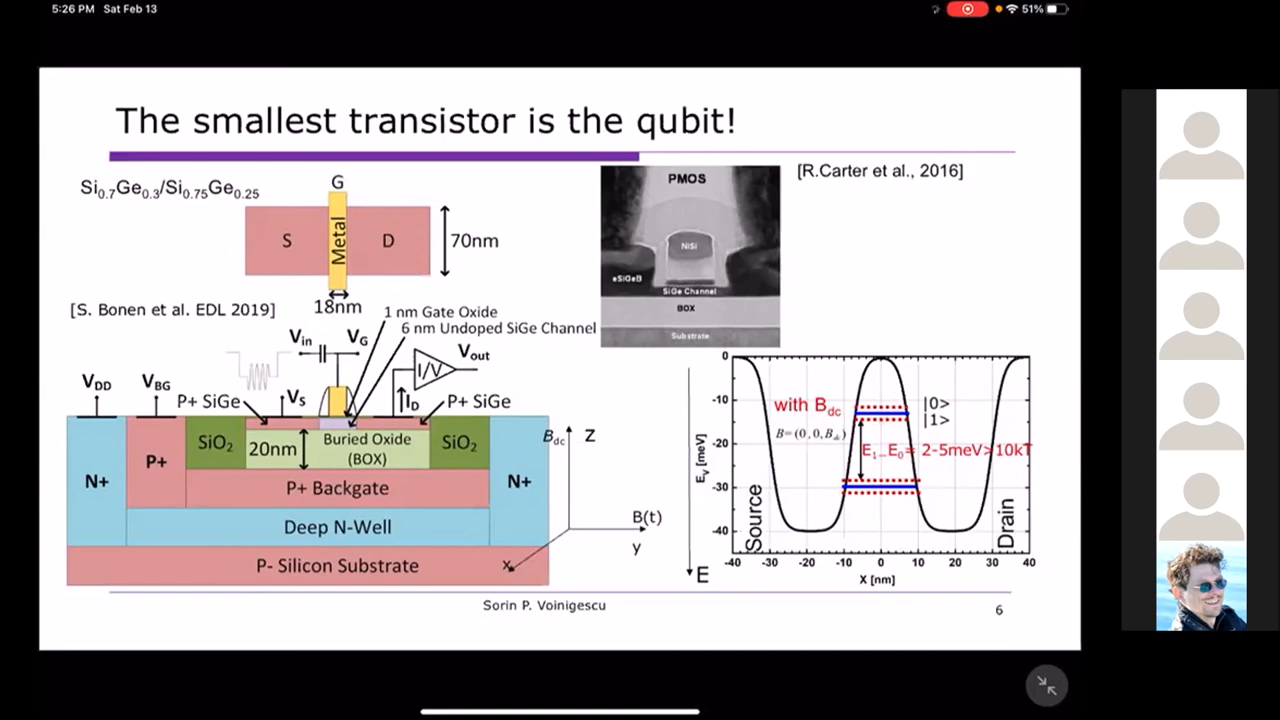 5:26 PM Sat Feb 13
51%
The smallest transistor is the qubit!
Si0.7Ge0.3/Si0.75Ge0.25
G
S
Metal
D
70nm
18nm
[S. Bonen et al. EDL 2019]
1 nm Gate Oxide
6 nm Undoped SiGe Channel
Vin
VG
Vout
I/V
VDD
VBG
P+ SiGe
VS
ID
P+ SiGe
N+
P+
SiO2
20nm
Buried Oxide
(BOX)
SiO2
N+
P+ Backgate
Deep N-Well
P- Silicon Substrate
Bdc
Z
B(t)
y
x
PMOS
NiSi
eSiGeB
SiGe Channel
BOX
Substrate
[R.Carter et al., 2016]
0
-10
-20
-30
-40
EV [meV]
E
with Bdc
B=(0,0,Bdc)
|0>
|1>
E1-E0= 2-5meV>10kT
Source
Drain
-40 -30 -20 -10 0 10 20 30 40
X [nm]
Sorin P. Voinigescu
6